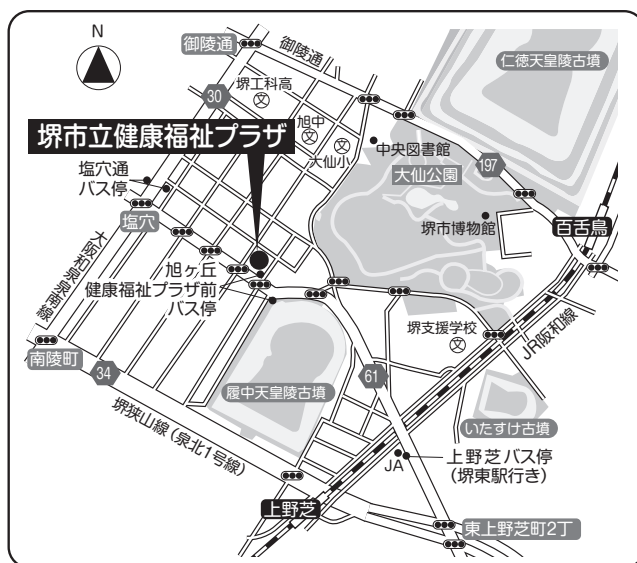 N
御陵通
御陵通
仁徳天皇陵古墳
堺工科高
文
30
旭中
文
文
大仙小
中央図書館
堺市立健康福祉プラザ
大仙公園
197
塩穴通
バス停
塩穴
堺市博物館
百舌鳥
大阪和泉泉南線
旭ヶ丘
健康福祉プラザ前
バス停
JR阪和線
堺支援学校
文
南陵町
34
履中天皇陵古墳
61
いたすけ古墳
堺狭山線(泉北1号線)
JA
上野芝バス停
(堺東駅行き)
上野芝
東上野芝町2丁